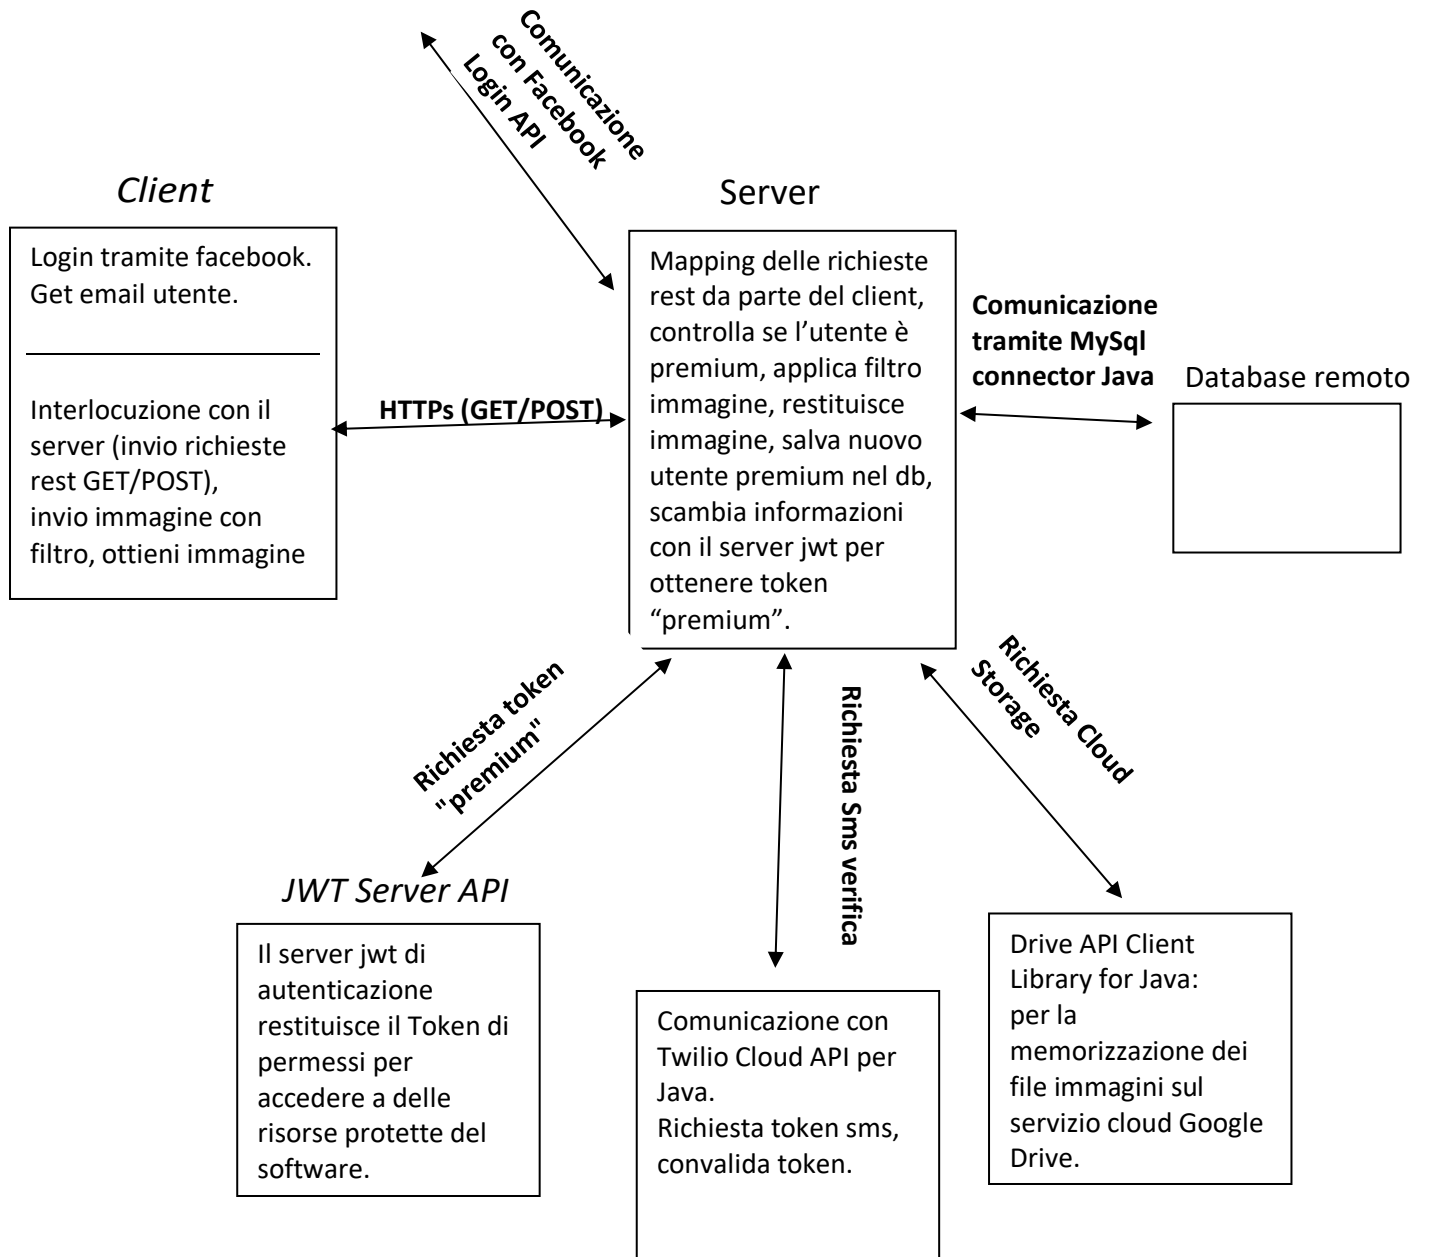 Comunicazione
con Facebook
Login API
Client
Server
Login tramite facebook.
Get email utente.
Interlocuzione con il
server (invio richieste
rest GET/POST),
invio immagine con
filtro, ottieni immagine
HTTPs (GET/POST)
Mapping delle richieste
rest da parte del client,
controlla se l’utente è
premium, applica filtro
immagine, restituisce
immagine, salva nuovo
utente premium nel db,
scambia informazioni
con il server jwt per
ottenere token
“premium”.
Comunicazione
tramite MySql
connector Java
Database remoto
Richiesta token
"premium"
Richiesta Sms verifica
Richiesta Cloud
Storage
JWT Server API
Il server jwt di
autenticazione
restituisce il Token di
permessi per
accedere a delle
risorse protette del
software.
Comunicazione con
Twilio Cloud API per
Java.
Richiesta token sms,
convalida token.
Drive API Client
Library for Java:
per la
memorizzazione dei
file immagini sul
servizio cloud Google
Drive.